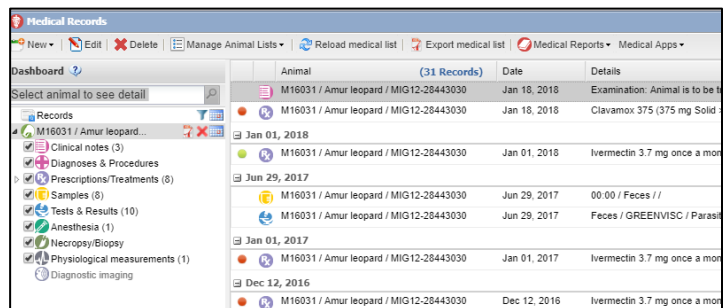 Medical Records
New Edit Delete Manage Animal Lists Reload medical list Export medical list Medical Reports Medical Apps
Dashboard
Select animal to see detail
Records
M16031 / Amur leopard...
Clinical notes (3)
Diagnoses & Procedures
Prescriptions/Treatments (8)
Samples (8)
Tests & Results (10)
Anesthesia (1)
Necropsy/Biopsy
Physiological measurements (1)
Diagnostic imaging
Animal (31 Records) Date Details
M16031 / Amur leopard / MIG12-28443030 Jan 18, 2018 Examination: Animal is to be
Rx M16031 / Amur leopard / MIG12-28443030 Jan 18, 2018 Clavamox 375 (375 mg Solid
Jan 01, 2018
Rx M16031 / Amur leopard / MIG12-28443030 Jan 01, 2018 Ivermectin 3.7 mg once a mon
Jun 29, 2017
M16031 / Amur leopard / MIG12-28443030 Jun 29, 2017 00:00 / Feces / /
M16031 / Amur leopard / MIG12-28443030 Jun 29, 2017 Feces / GREENVISC / Parasit
Jan 01, 2017
Rx M16031 / Amur leopard / MIG12-28443030 Jan 01, 2017 Ivermectin 3.7 mg once a mon
Dec 12, 2016
Rx M16031 / Amur leopard / MIG12-28443030 Dec 12, 2016 Ivermectin 3.7 mg once a mon